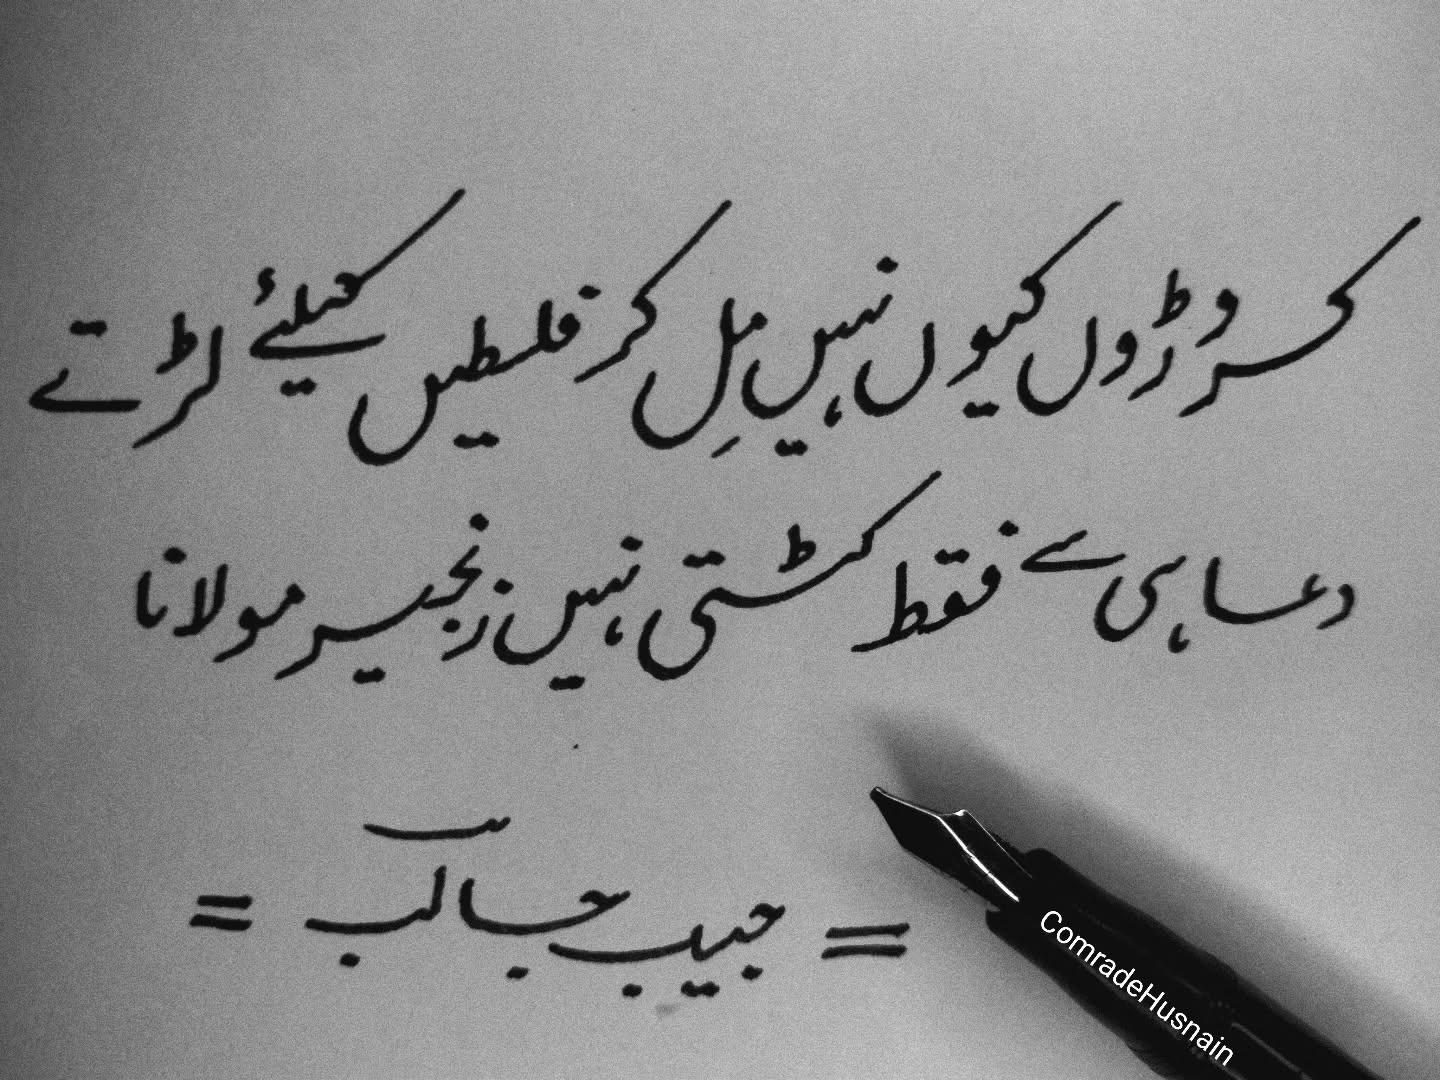 کروڑوں کیوں نہیں مِل کر فلسطیں کیلئے لڑتے
دعا ہی سے فقط کٹتی نہیں زنجیر مولانا
= حبیب جالب =
ComradeHusnain